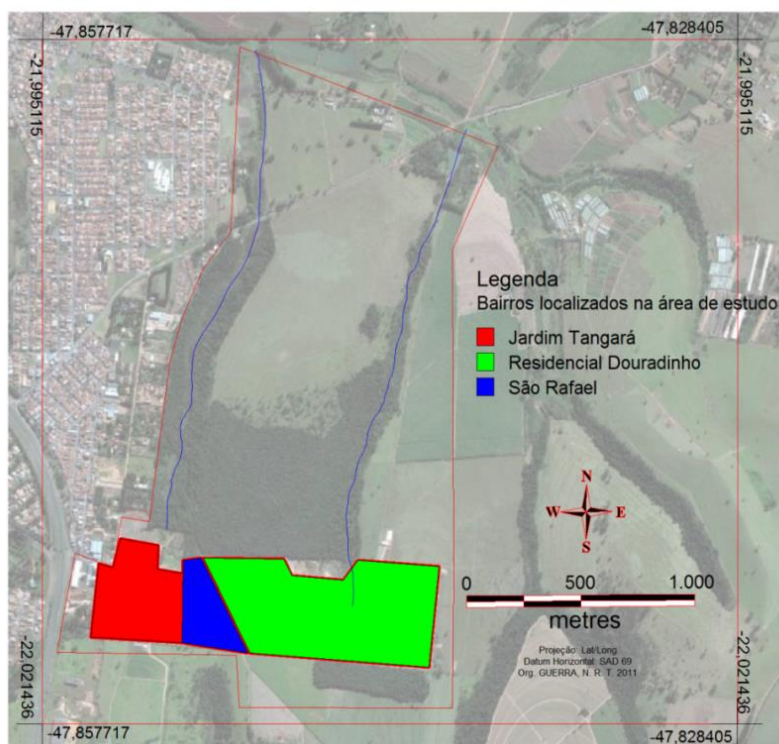 -47,857717
-47,828405
-21,995115
-21,995115
Legenda
Bairros localizados na área de estudo
Jardim Tangará
Residencial Douradinho
São Rafael
N
W
E
S
0 500 1.000
metres
Projeção: Lat/Long
Datum Horizontal: SAD 69
Org. GUERRA, N. R. T. 2011
-22,021436
-22,021436
-47,857717
-47,828405